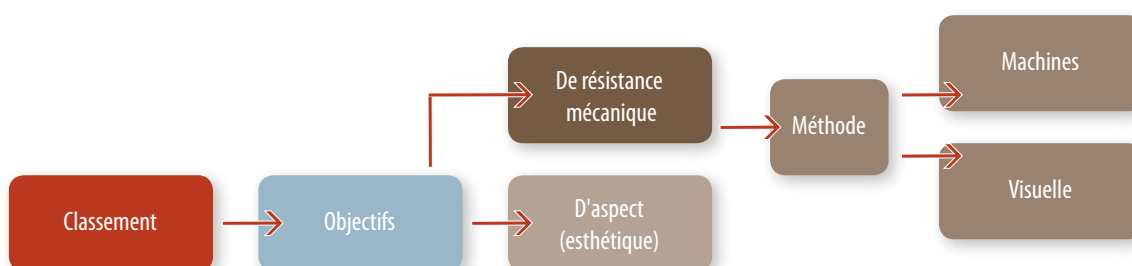 Classement
Objectifs
De résistance
mécanique
D'aspect
(esthétique)
Méthode
Machines
Visuelle